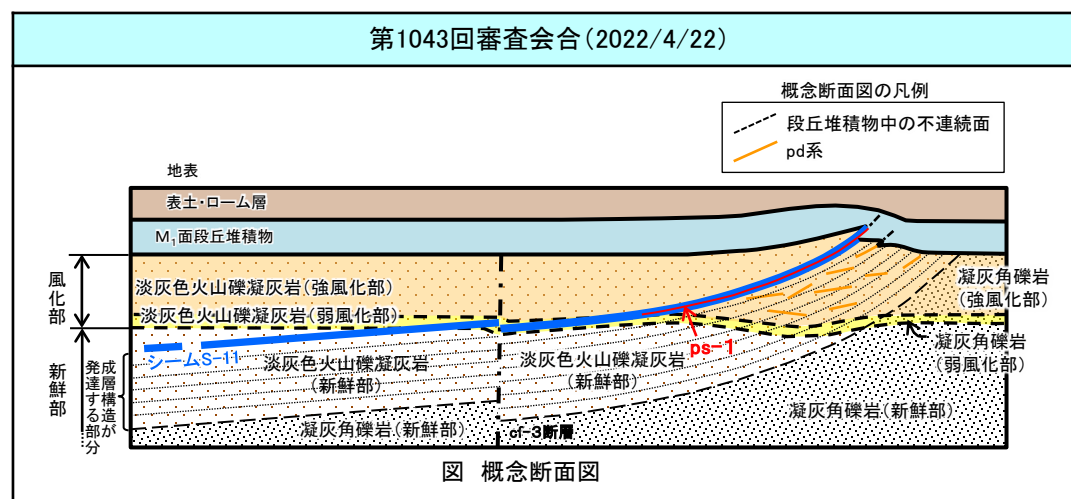 第1043回審査会合(2022/4/22)
概念断面図の凡例
段丘堆積物中の不連続面
pd系
地表
表土・ローム層
M₁面段丘堆積物
風化部
新鮮部
成層構造が
発達する部分
淡灰色火山礫凝灰岩(強風化部)
淡灰色火山礫凝灰岩(弱風化部)
シームS-11
淡灰色火山礫凝灰岩
(新鮮部)
凝灰角礫岩(新鮮部)
cf-3断層
淡灰色火山礫凝灰岩
(新鮮部)
ps-1
凝灰角礫岩
(強風化部)
凝灰角礫岩
(弱風化部)
凝灰角礫岩(新鮮部)
図 概念断面図